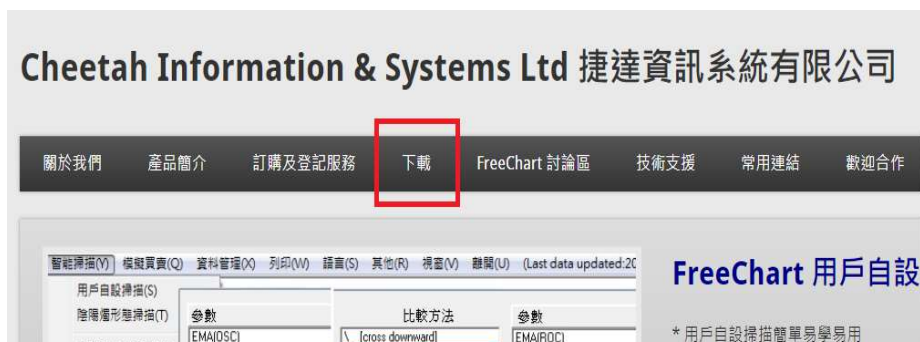 Cheetah Information & Systems Ltd 捷達資訊系統有限公司
關於我們 產品簡介 訂購及登記服務 下載 FreeChart 討論區 技術支援 常用連結 歡迎合作
智能掃描(Y) 模擬買賣(Q) 資料管理(X) 列印(W) 語言(S) 其他(R) 視窗(V) 離開(U) (Last data updated:20
FreeChart 用戶自設
用戶自設掃描(S)
陰陽燭形態掃描(T)
參數 比較方法 參數
EMA(OSC) \ [cross downward] EMA(ROC)
* 用戶自設掃描簡單易學易用